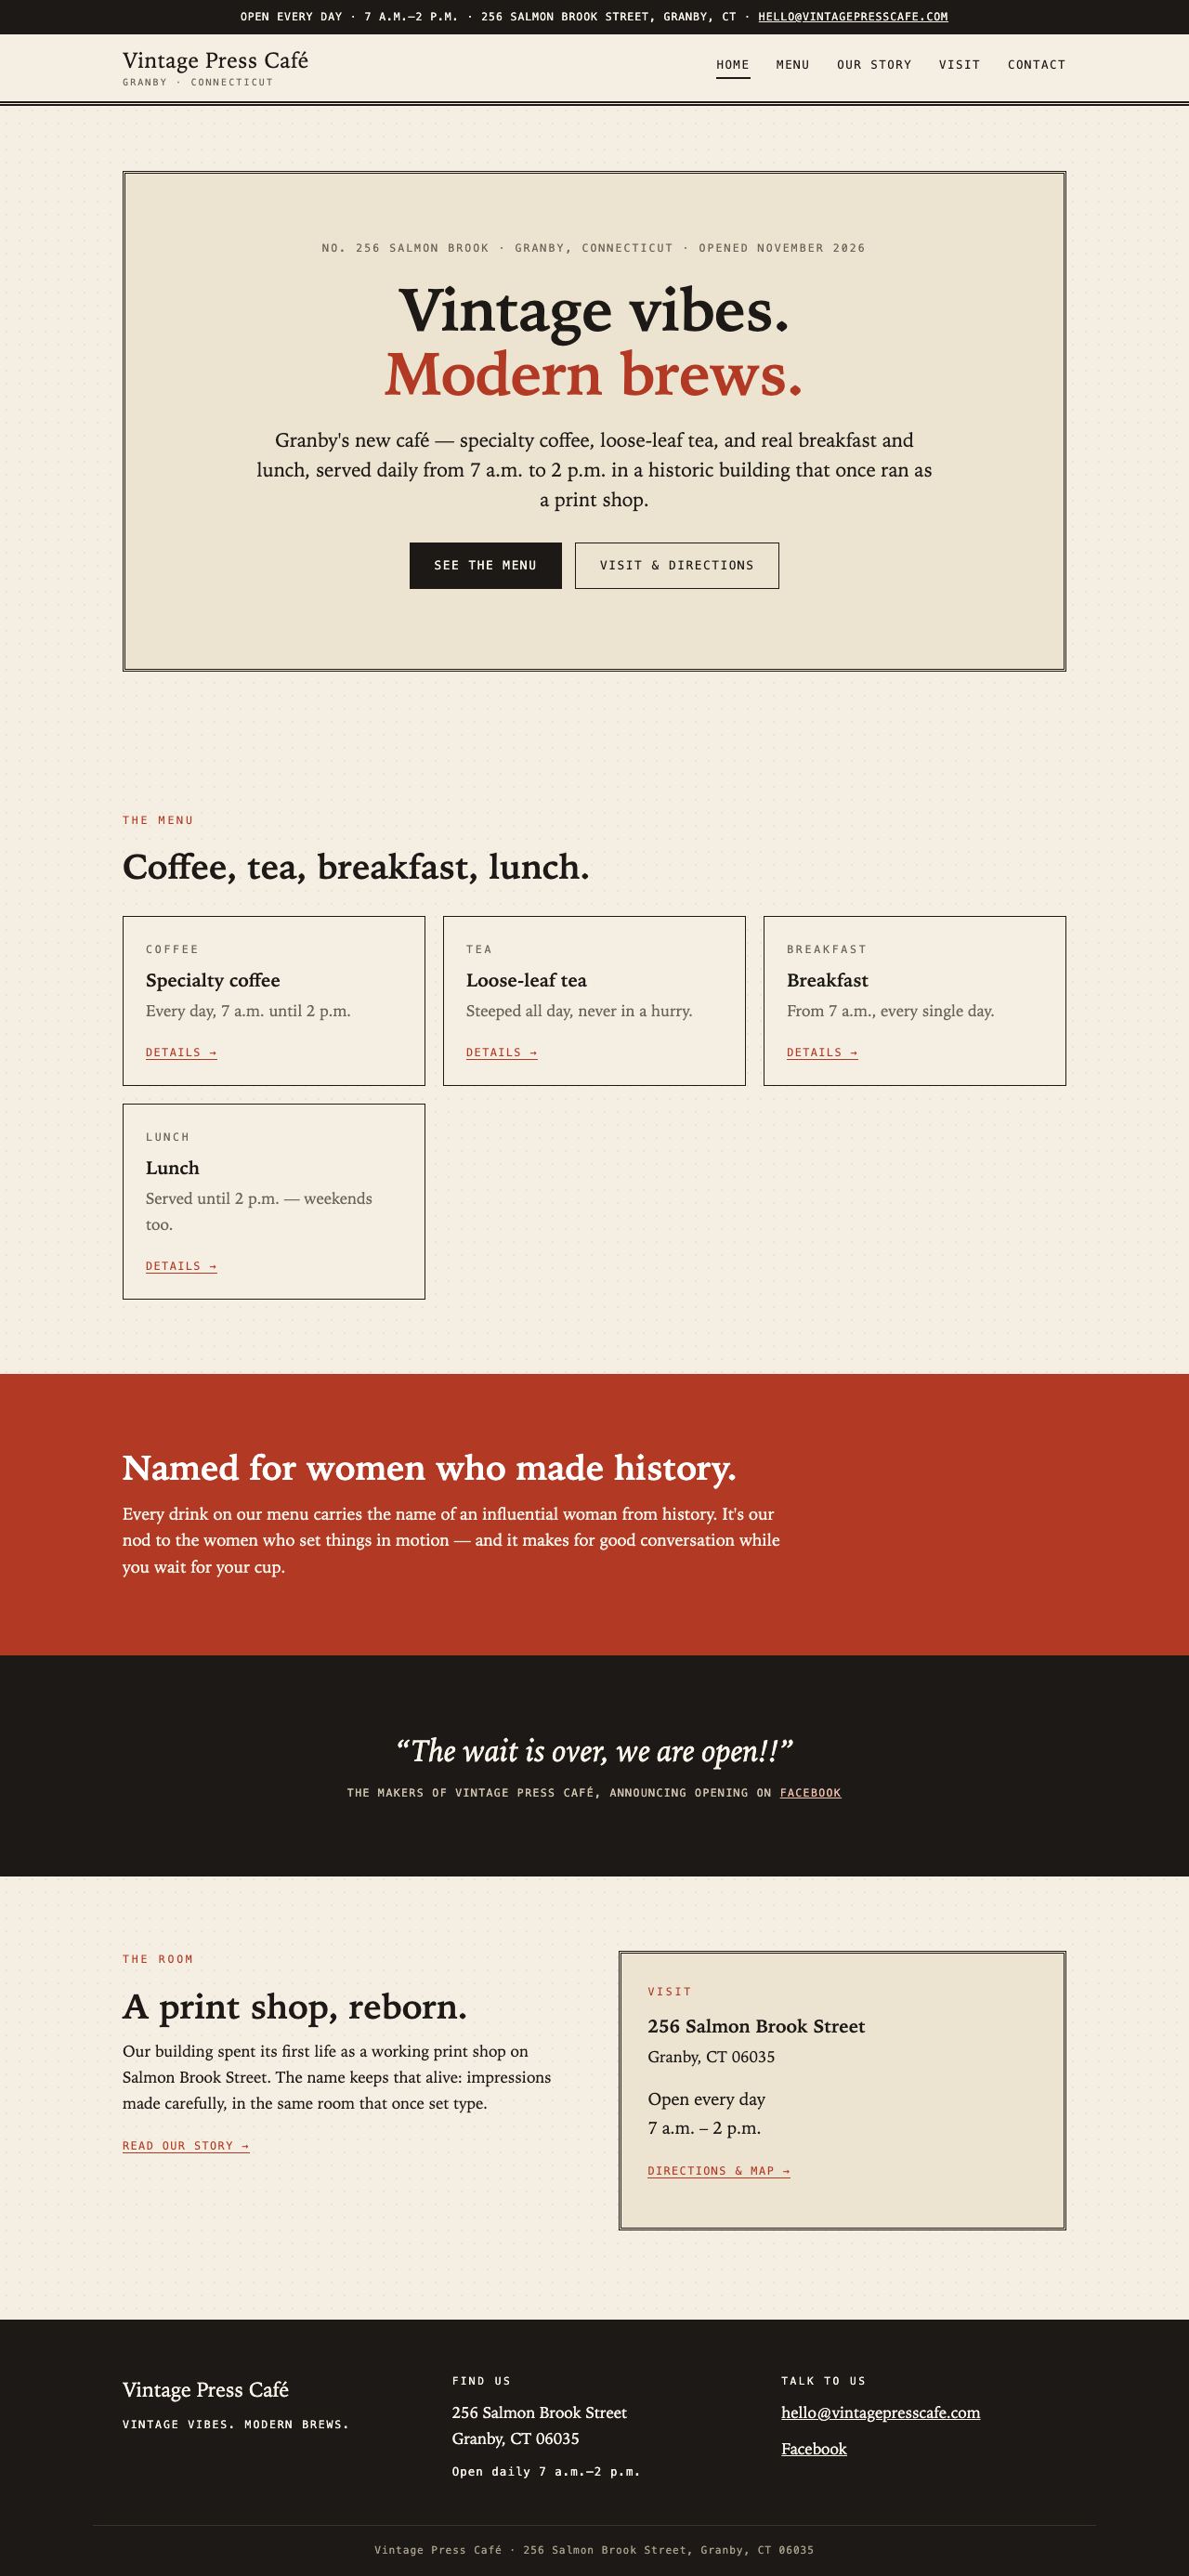 OPEN EVERY DAY · 7 A.M.–2 P.M. · 256 SALMON BROOK STREET, GRANBY, CT · HELLO@VINTAGEPRESSCAFE.COM
Vintage Press Café
GRANBY · CONNECTICUT
HOME MENU OUR STORY VISIT CONTACT
NO. 256 SALMON BROOK · GRANBY, CONNECTICUT · OPENED NOVEMBER 2026
Vintage vibes.
Modern brews.
Granby's new café — specialty coffee, loose-leaf tea, and real breakfast and
lunch, served daily from 7 a.m. to 2 p.m. in a historic building that once ran as
a print shop.
SEE THE MENU
VISIT & DIRECTIONS
THE MENU
Coffee, tea, breakfast, lunch.
COFFEE
Specialty coffee
Every day, 7 a.m. until 2 p.m.
DETAILS →
TEA
Loose-leaf tea
Steeped all day, never in a hurry.
DETAILS →
BREAKFAST
Breakfast
From 7 a.m., every single day.
DETAILS →
LUNCH
Lunch
Served until 2 p.m. — weekends
too.
DETAILS →
Named for women who made history.
Every drink on our menu carries the name of an influential woman from history. It's our
nod to the women who set things in motion — and it makes for good conversation while
you wait for your cup.
“The wait is over, we are open!!”
THE MAKERS OF VINTAGE PRESS CAFÉ, ANNOUNCING OPENING ON FACEBOOK
THE ROOM
A print shop, reborn.
Our building spent its first life as a working print shop on
Salmon Brook Street. The name keeps that alive: impressions
made carefully, in the same room that once set type.
READ OUR STORY →
VISIT
256 Salmon Brook Street
Granby, CT 06035
Open every day
7 a.m. – 2 p.m.
DIRECTIONS & MAP →
Vintage Press Café
VINTAGE VIBES. MODERN BREWS.
FIND US
256 Salmon Brook Street
Granby, CT 06035
Open daily 7 a.m.–2 p.m.
TALK TO US
hello@vintagepresscafe.com
Facebook
Vintage Press Café · 256 Salmon Brook Street, Granby, CT 06035